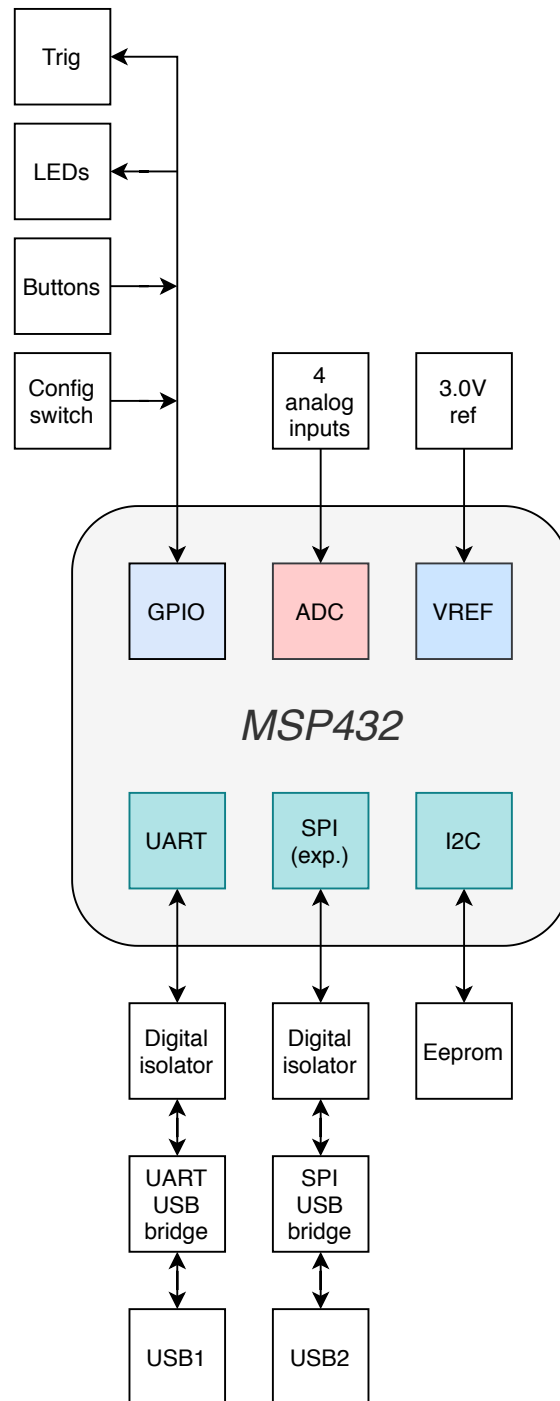 Trig
LEDs
Buttons
Config
switch
4
analog
inputs
3.0V
ref
GPIO
ADC
VREF
MSP432
UART
SPI
(exp.)
I2C
Digital
isolator
Digital
isolator
Eeprom
UART
USB
bridge
SPI
USB
bridge
USB1
USB2